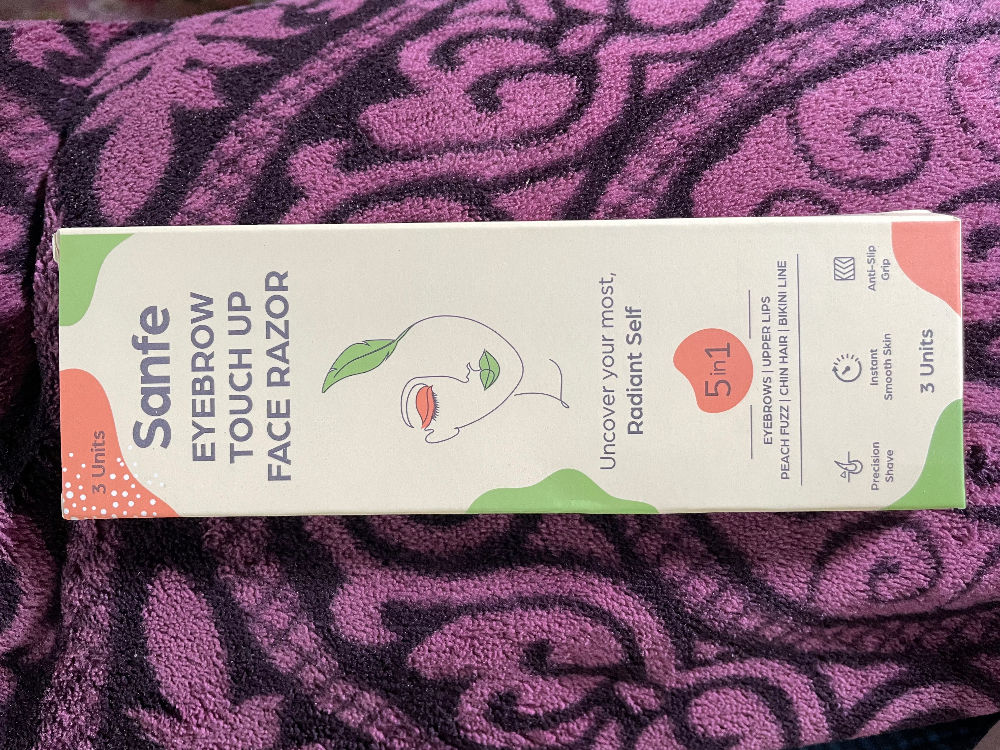 3 Units
Sanfe
EYEBROW
TOUCH UP
FACE RAZOR
Uncover your most,
Radiant Self
5 in 1
EYEBROWS | UPPER LIPS
PEACH FUZZ | CHIN HAIR | BIKINI LINE
Precision
Shave
Instant
Smooth Skin
Anti-Slip
Grip
3 Units